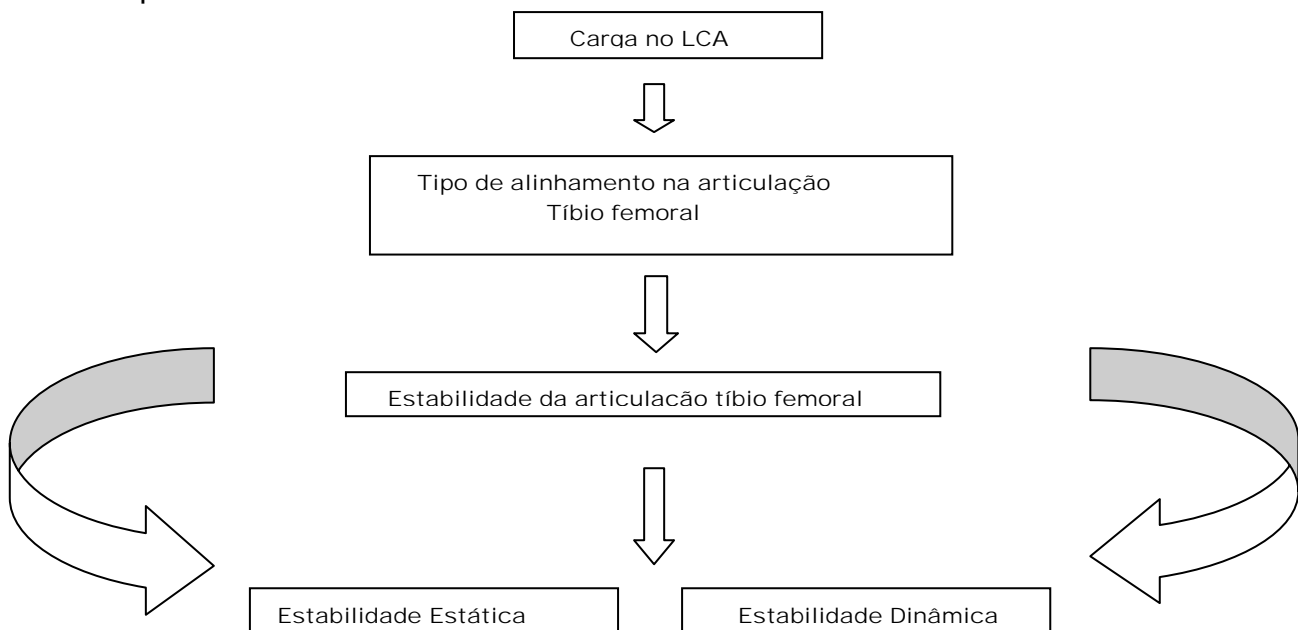 Carga no LCA
Tipo de alinhamento na articulação
Tíbio femoral
Estabilidade da articulacão tíbio femoral
Estabilidade Estática
Estabilidade Dinâmica